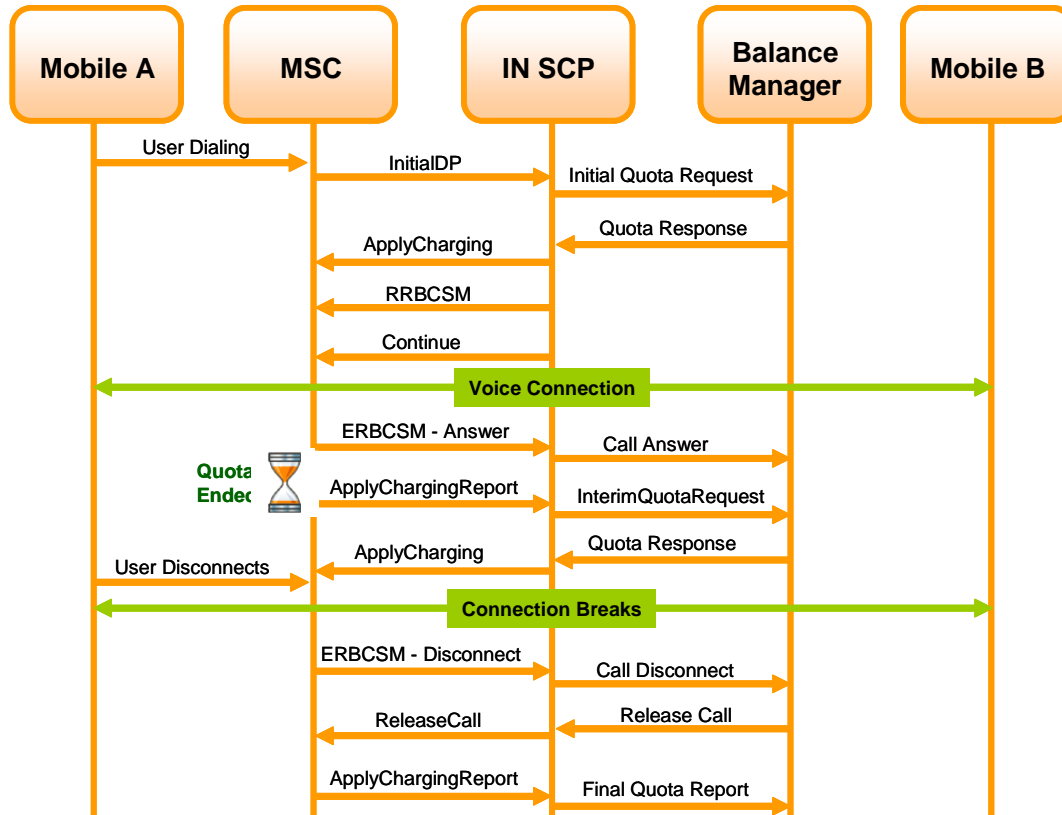 Mobile A
MSC
IN SCP
Balance
Manager
Mobile B
User Dialing
InitialDP
Initial Quota Request
Quota Response
ApplyCharging
RRBCSM
Continue
Voice Connection
ERBCSM - Answer
Call Answer
Quota
Ended
ApplyChargingReport
InterimQuotaRequest
Quota Response
ApplyCharging
User Disconnects
Connection Breaks
ERBCSM - Disconnect
Call Disconnect
Release Call
ReleaseCall
ApplyChargingReport
Final Quota Report